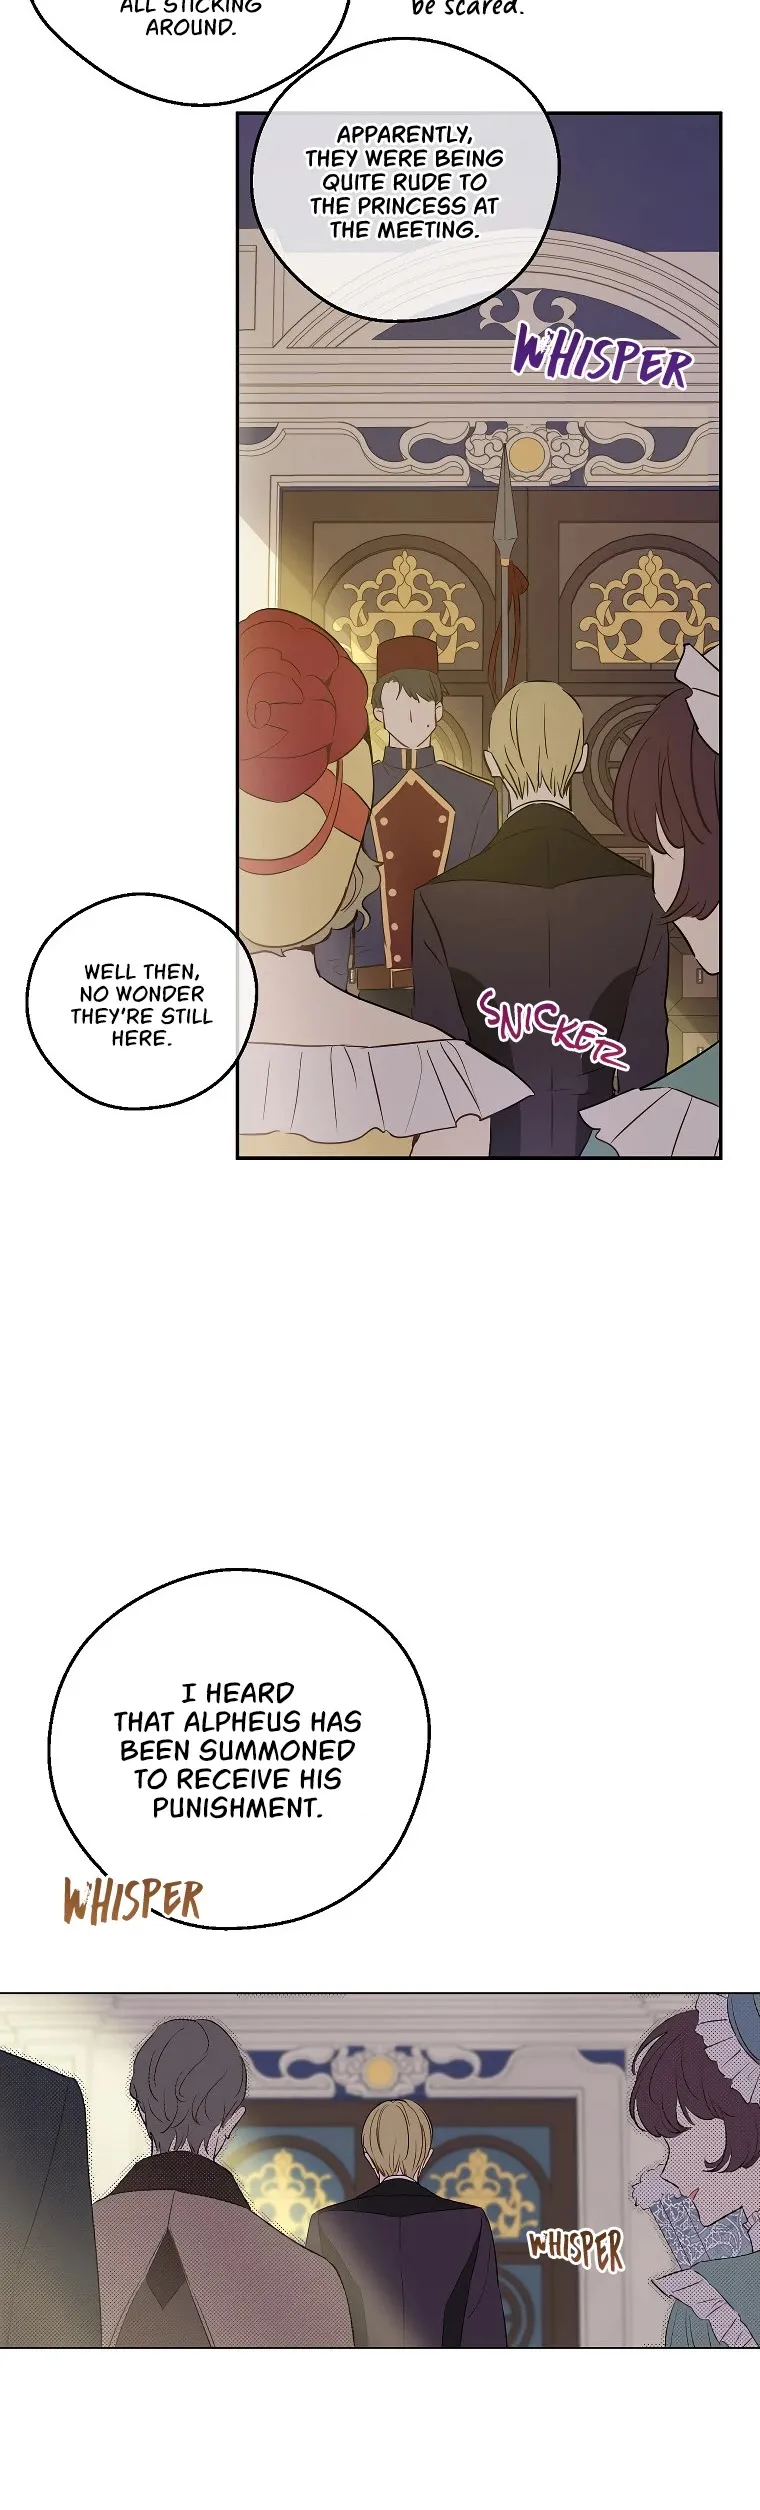 ALL STICKING
AROUND.
be scared.
APPARENTLY,
THEY WERE BEING
QUITE RUDE TO
THE PRINCESS AT
THE MEETING.
WHISPER
WELL THEN,
NO WONDER
THEY'RE STILL
HERE.
SNICKER
I HEARD
THAT ALPHEUS HAS
BEEN SUMMONED
TO RECEIVE HIS
PUNISHMENT.
WHISPER
WHISPER